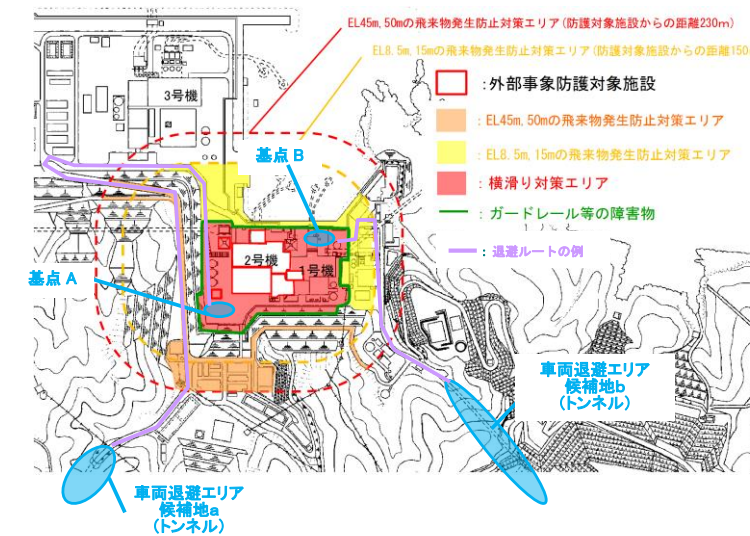 EL45m, 50mの飛来物発生防止対策エリア(防護対象施設からの距離230m)
EL8.5m, 15mの飛来物発生防止対策エリア(防護対象施設からの距離150
:外部事象防護対象施設
:EL45m, 50mの飛来物発生防止対策エリア
:EL8.5m, 15mの飛来物発生防止対策エリア
:横滑り対策エリア
:ガードレール等の障害物
:退避ルートの例
3号機
基点B
2号機
1号機
基点A
車両退避エリア
候補地b
(トンネル)
車両退避エリア
候補地a
(トンネル)